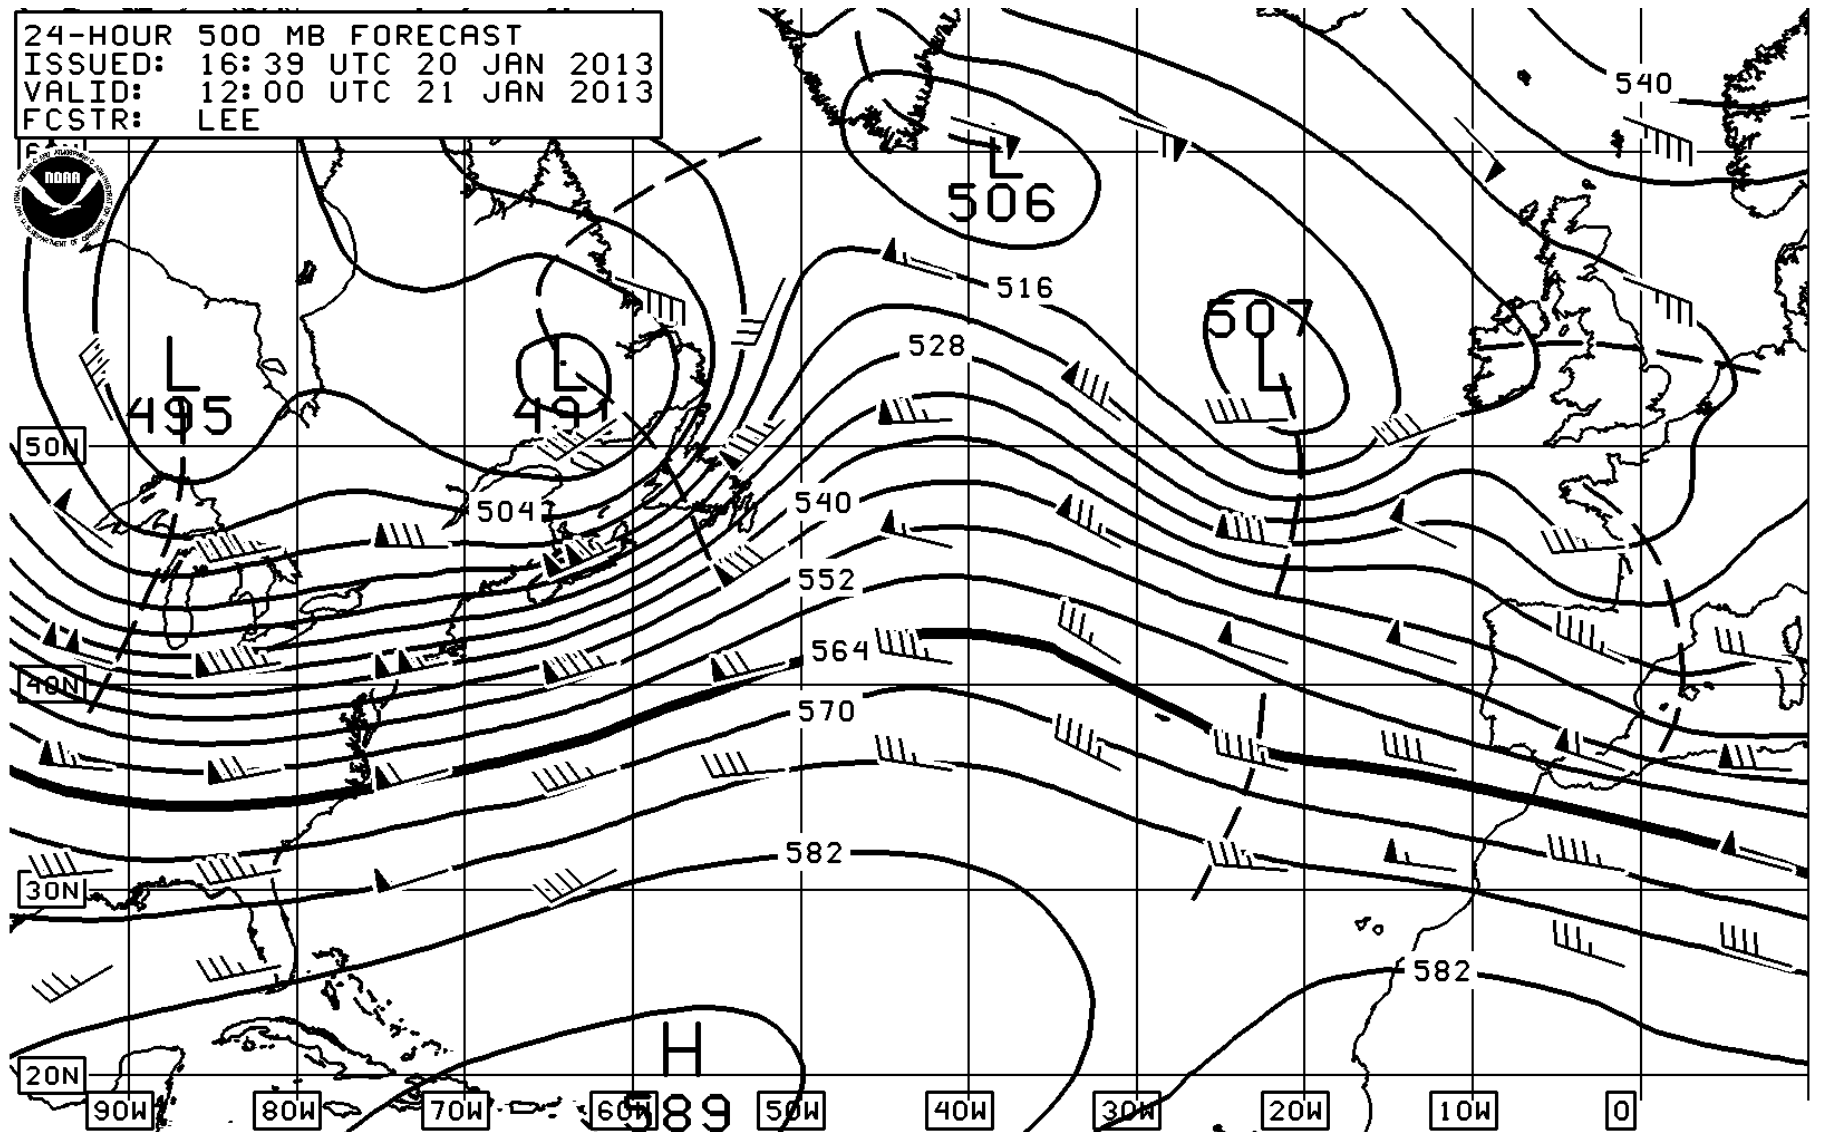 24-HOUR 500 MB FORECAST
ISSUED: 16:39 UTC 20 JAN 2013
VALID: 12:00 UTC 21 JAN 2013
FCSTR: LEE
NOAA
540
L
506
516
507
L
528
L
495
L
491
50N
504
540
552
564
40N
570
582
30N
582
H
589
20N
90W
80W
70W
60W
50W
40W
30W
20W
10W
0